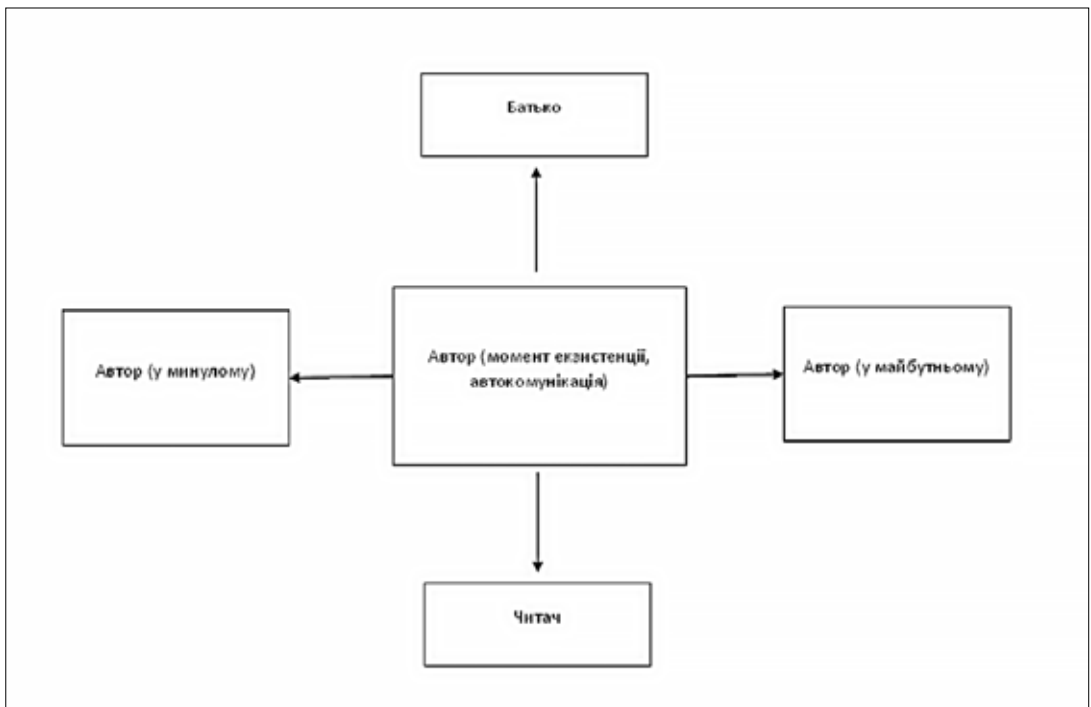 Батько
Автор (у минулому)
Автор (момент екзистенції,
автокомунікація)
Автор (у майбутньому)
Читач